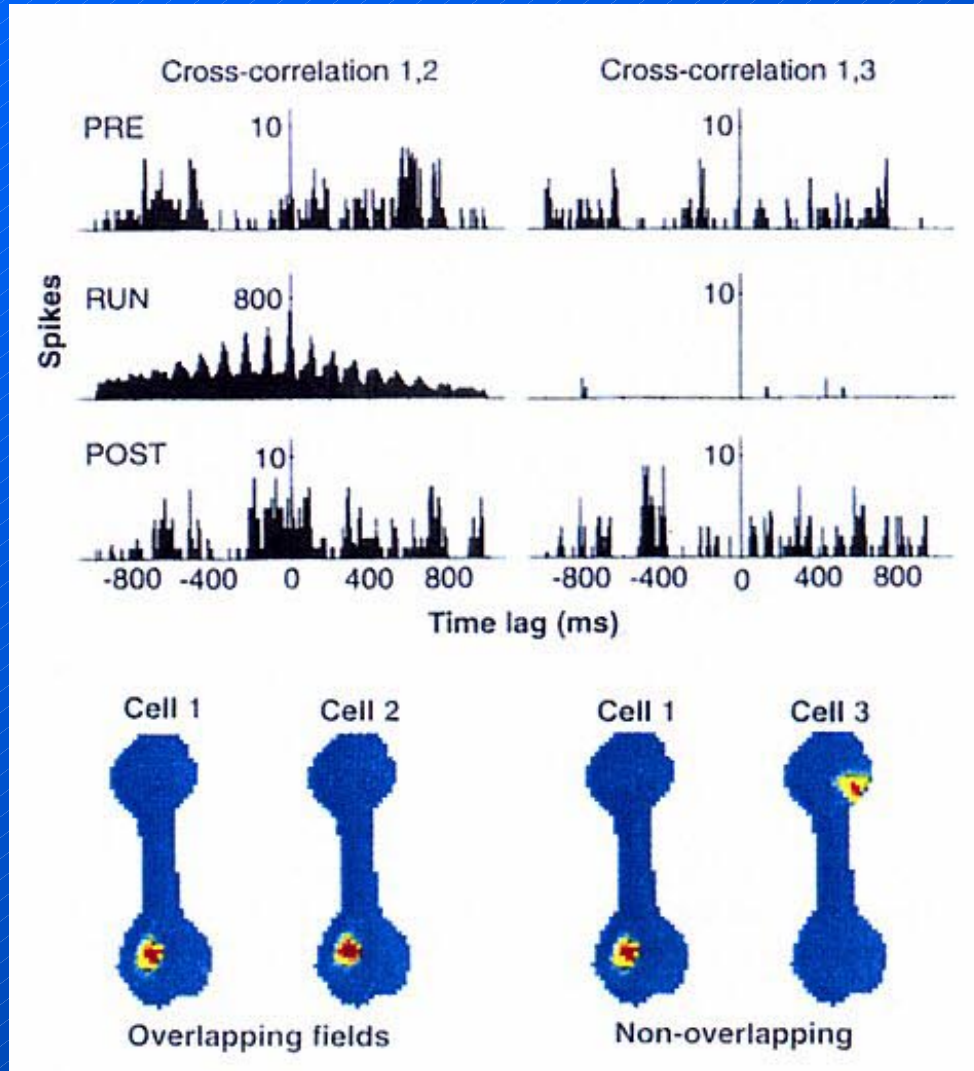 Cross-correlation 1,2 Cross-correlation 1,3
PRE 10 10
RUN 800 10
Spikes
POST 10 10
-800 -400 0 400 800 -800 -400 0 400 800
Time lag (ms)
Cell 1 Cell 2 Cell 1 Cell 3
Overlapping fields Non-overlapping